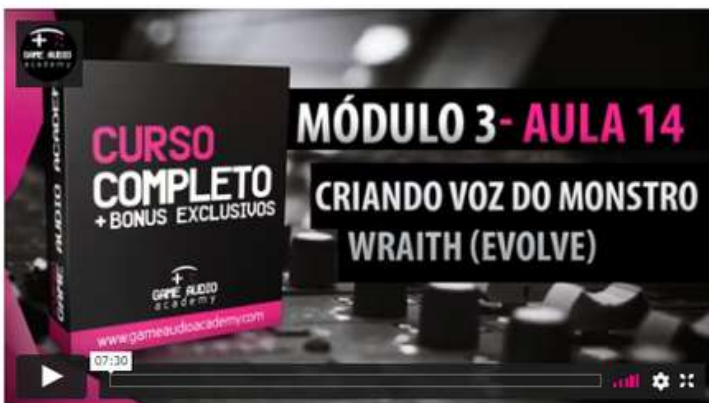 GAME AUDIO
academy
MÓDULO 3- AULA 14
CRIANDO VOZ DO MONSTRO
WRAITH (EVOLVE)
CURSO
COMPLETO
+ BONUS EXCLUSIVOS
GAME AUDIO
academy
www.gameaudioacademy.com
GAME AUDIO ACADEMY
07:30